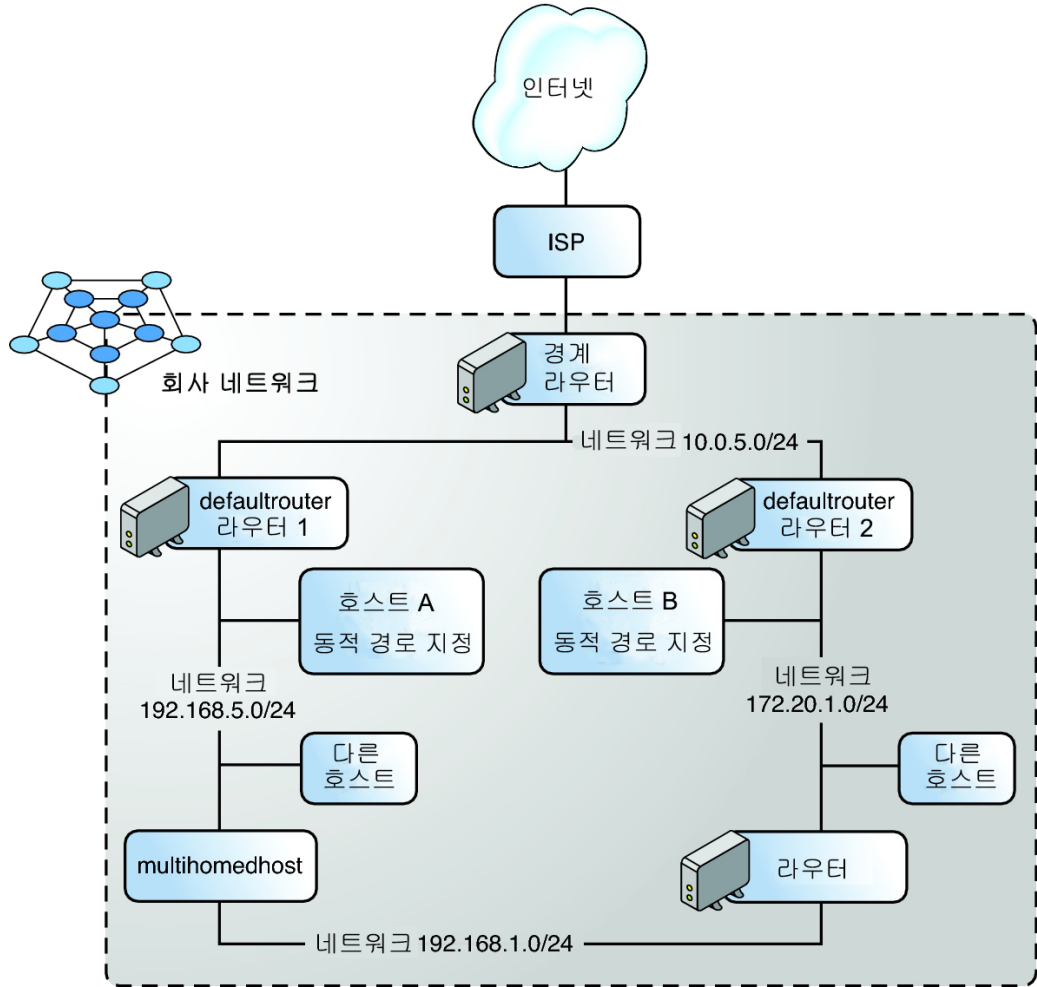 인터넷
ISP
경계
라우터
회사 네트워크
네트워크 10.0.5.0/24
defaultrouter
라우터 1
defaultrouter
라우터 2
호스트 A
동적 경로 지정
호스트 B
동적 경로 지정
네트워크
192.168.5.0/24
네트워크
172.20.1.0/24
다른
호스트
다른
호스트
multihomedhost
라우터
네트워크 192.168.1.0/24